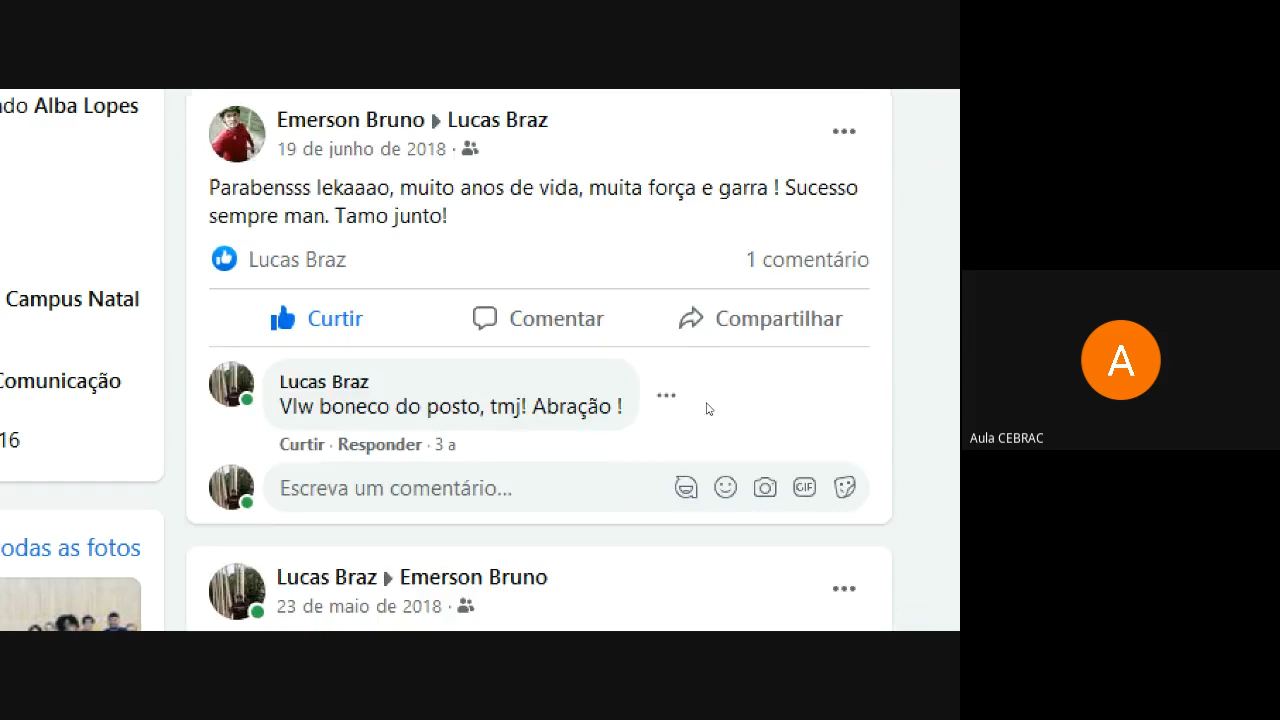 do Alba Lopes
Campus Natal
Comunicação
16
odas as fotos
Emerson Bruno Lucas Braz
19 de junho de 2018 ·
Parabensss lekaaao, muito anos de vida, muita força e garra ! Sucesso
sempre man. Tamo junto!
Lucas Braz 1 comentário
Curtir Comentar Compartilhar
Lucas Braz
Vlw boneco do posto, tmj! Abração !
Curtir · Responder · 3 a
Escreva um comentário...
GIF
Lucas Braz Emerson Bruno
23 de maio de 2018 ·
A
Aula CEBRAC